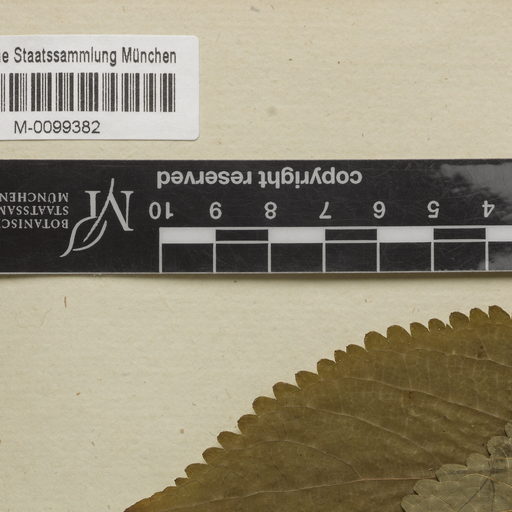 e Staatssammlung München
M-0099382
copyright reserved
10 9 8 7 6 5 4
BOTANISC
STAATSSAM
MÜNCHEN
M